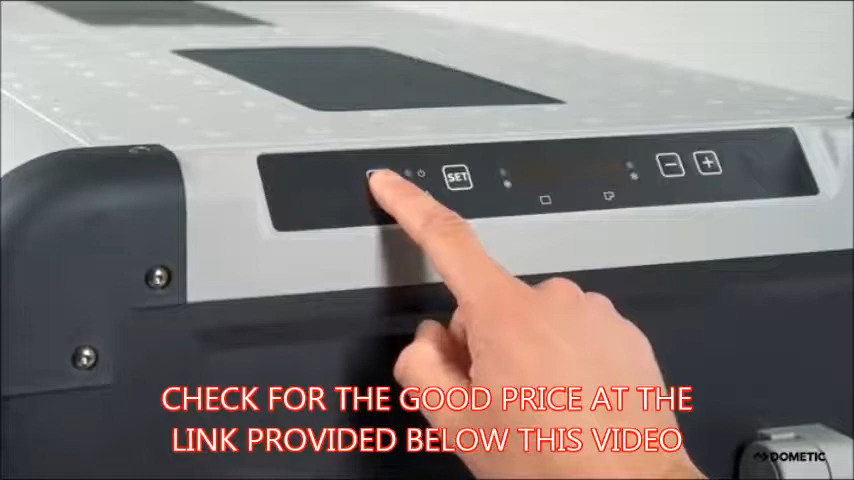 SET
CHECK FOR THE GOOD PRICE AT THE
LINK PROVIDED BELOW THIS VIDEO
DOMETIC